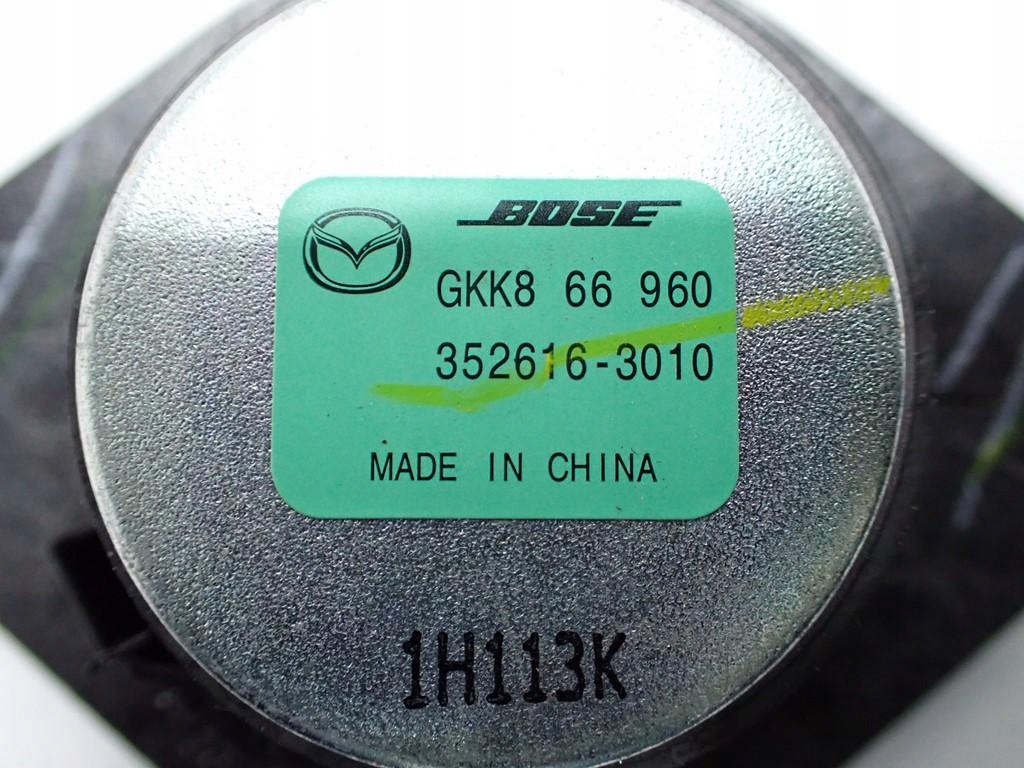 BOSE
GKK8 66 960
352616-3010
MADE IN CHINA
1H113K